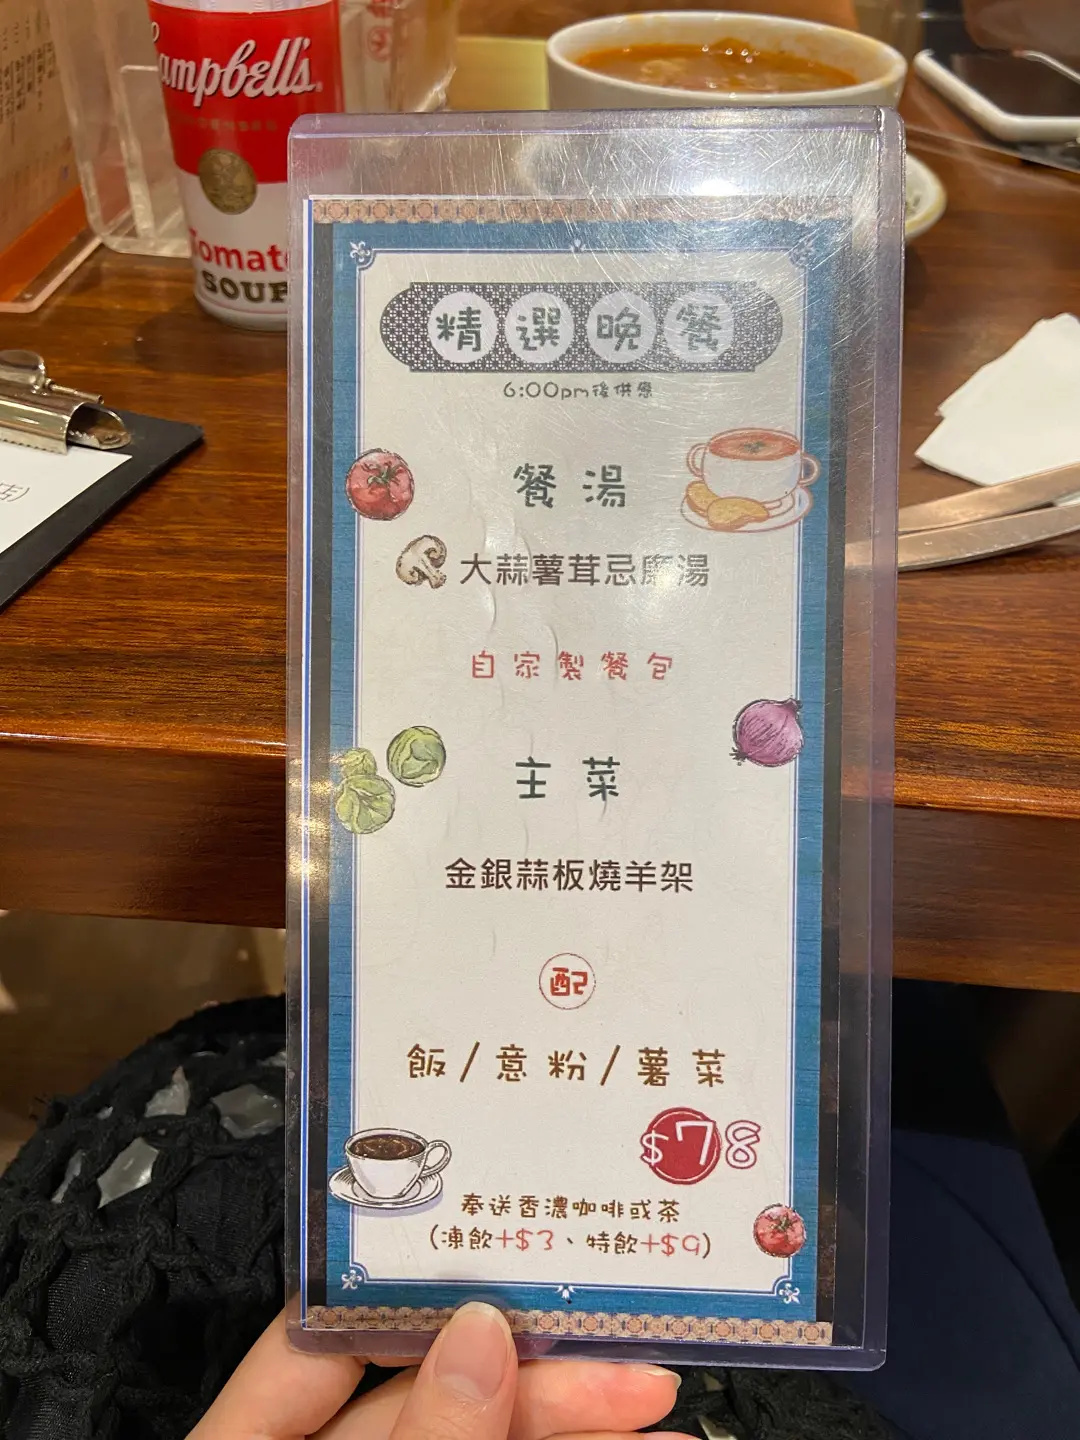 Campbell's
Tomato
SOUP
精選晚餐
6:00pm後供應
餐湯
大蒜薯茸忌廉湯
自家製餐包
主菜
金銀蒜板燒羊架
配
飯/意粉/薯菜
$78
奉送香濃咖啡或茶
(凍飲+$3、特飲+$9)